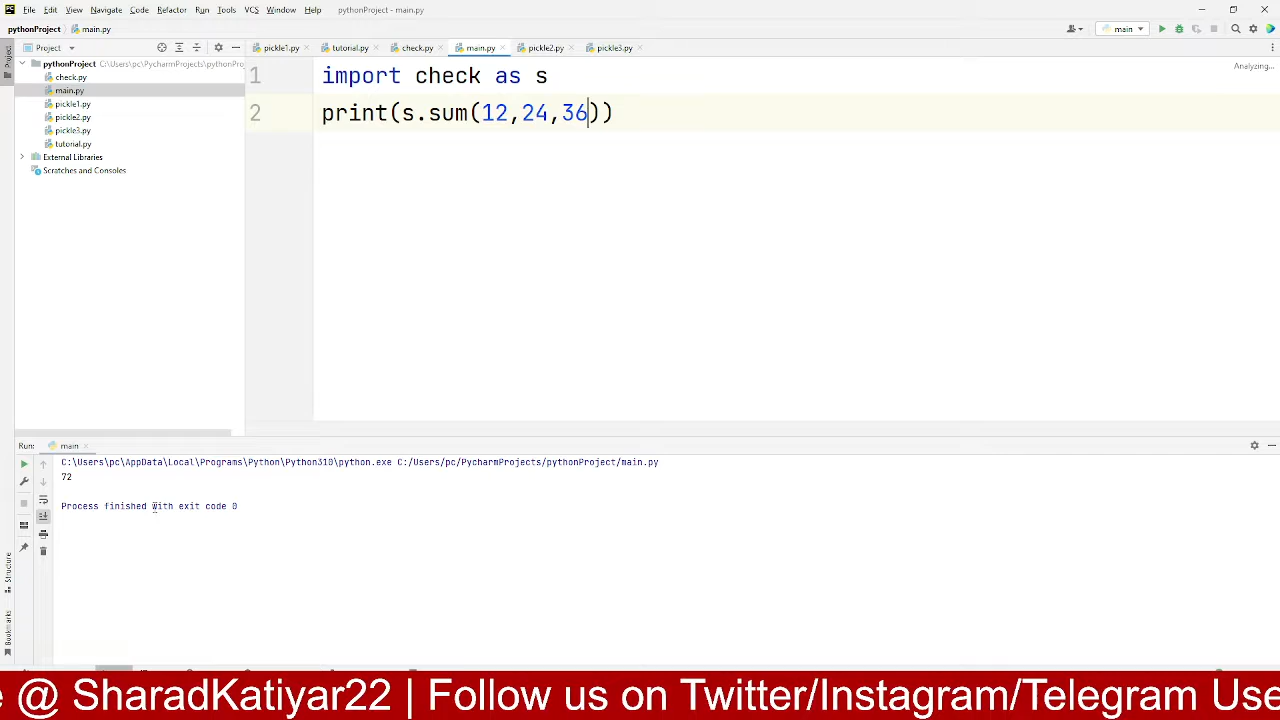 File Edit View Navigate Code Refactor Run Tools VCS Window Help pythonProject - main.py
pythonProject main.py
main
Project
pickle1.py tutorial.py check.py main.py pickle2.py pickle3.py
pythonProject C:\Users\pc\PycharmProjects\pythonPro
check.py
main.py
pickle1.py
pickle2.py
pickle3.py
tutorial.py
External Libraries
Scratches and Consoles
Project
1 import check as s
2 print(s.sum(12,24,36))
Analyzing...
Run: main
C:\Users\pc\AppData\Local\Programs\Python\Python310\python.exe C:/Users/pc/PycharmProjects/pythonProject/main.py
72
Process finished with exit code 0
Structure
Bookmarks
e @ SharadKatiyar22 | Follow us on Twitter/Instagram/Telegram Use